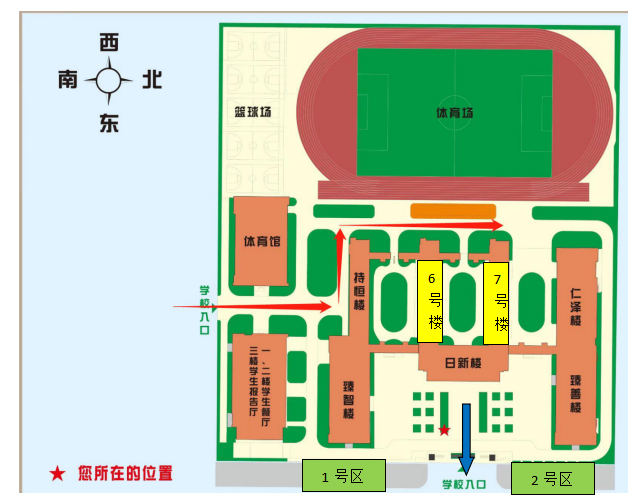 西
南
北
东
篮球场
体育场
体育馆
持恒楼
6号楼
7号楼
仁泽楼
学校入口
日新楼
一、二楼学生餐厅
三楼学生报告厅
臻智楼
臻善楼
您所在的位置
1号区
学校入口
2号区